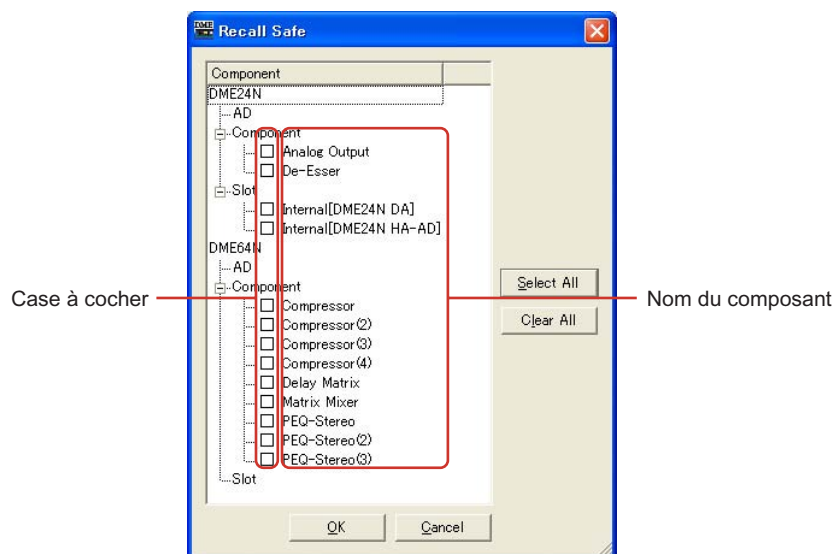 DME Recall Safe
Component
DME24N
AD
Component
Analog Output
De-Esser
Slot
Internal[DME24N DA]
Internal[DME24N HA-AD]
DME64N
AD
Component
Compressor
Compressor(2)
Compressor(3)
Compressor(4)
Delay Matrix
Matrix Mixer
PEQ-Stereo
PEQ-Stereo(2)
PEQ-Stereo(3)
Slot
Select All
Clear All
OK
Cancel
Case à cocher
Nom du composant